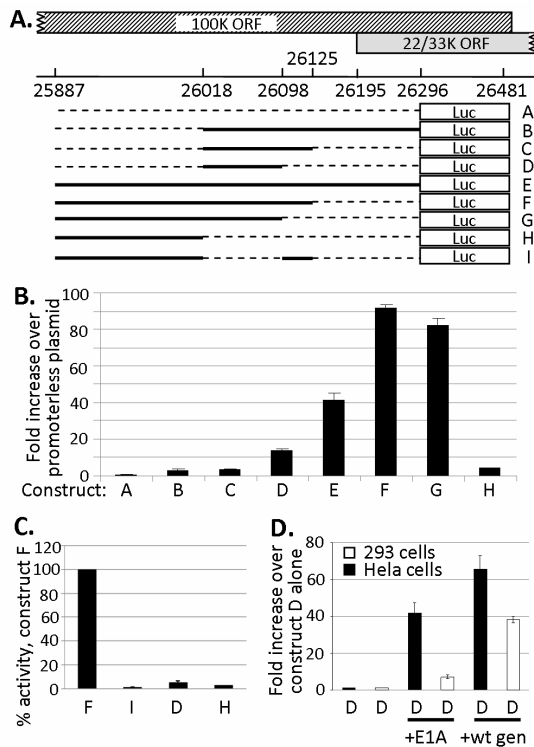 A.
100K ORF
22/33K ORF
26125
25887 26018 26098 26195 26296 26481
Luc A
Luc B
Luc C
Luc D
Luc E
Luc F
Luc G
Luc H
Luc I
B.
Fold increase over
promoterless plasmid
100
80
60
40
20
0
Construct: A B C D E F G H
C.
% activity, construct F
120
100
80
60
40
20
0
F I D H
D.
Fold increase over
construct D alone
80
60
40
20
0
293 cells
Hela cells
D D D D D D
+E1A +wt gen